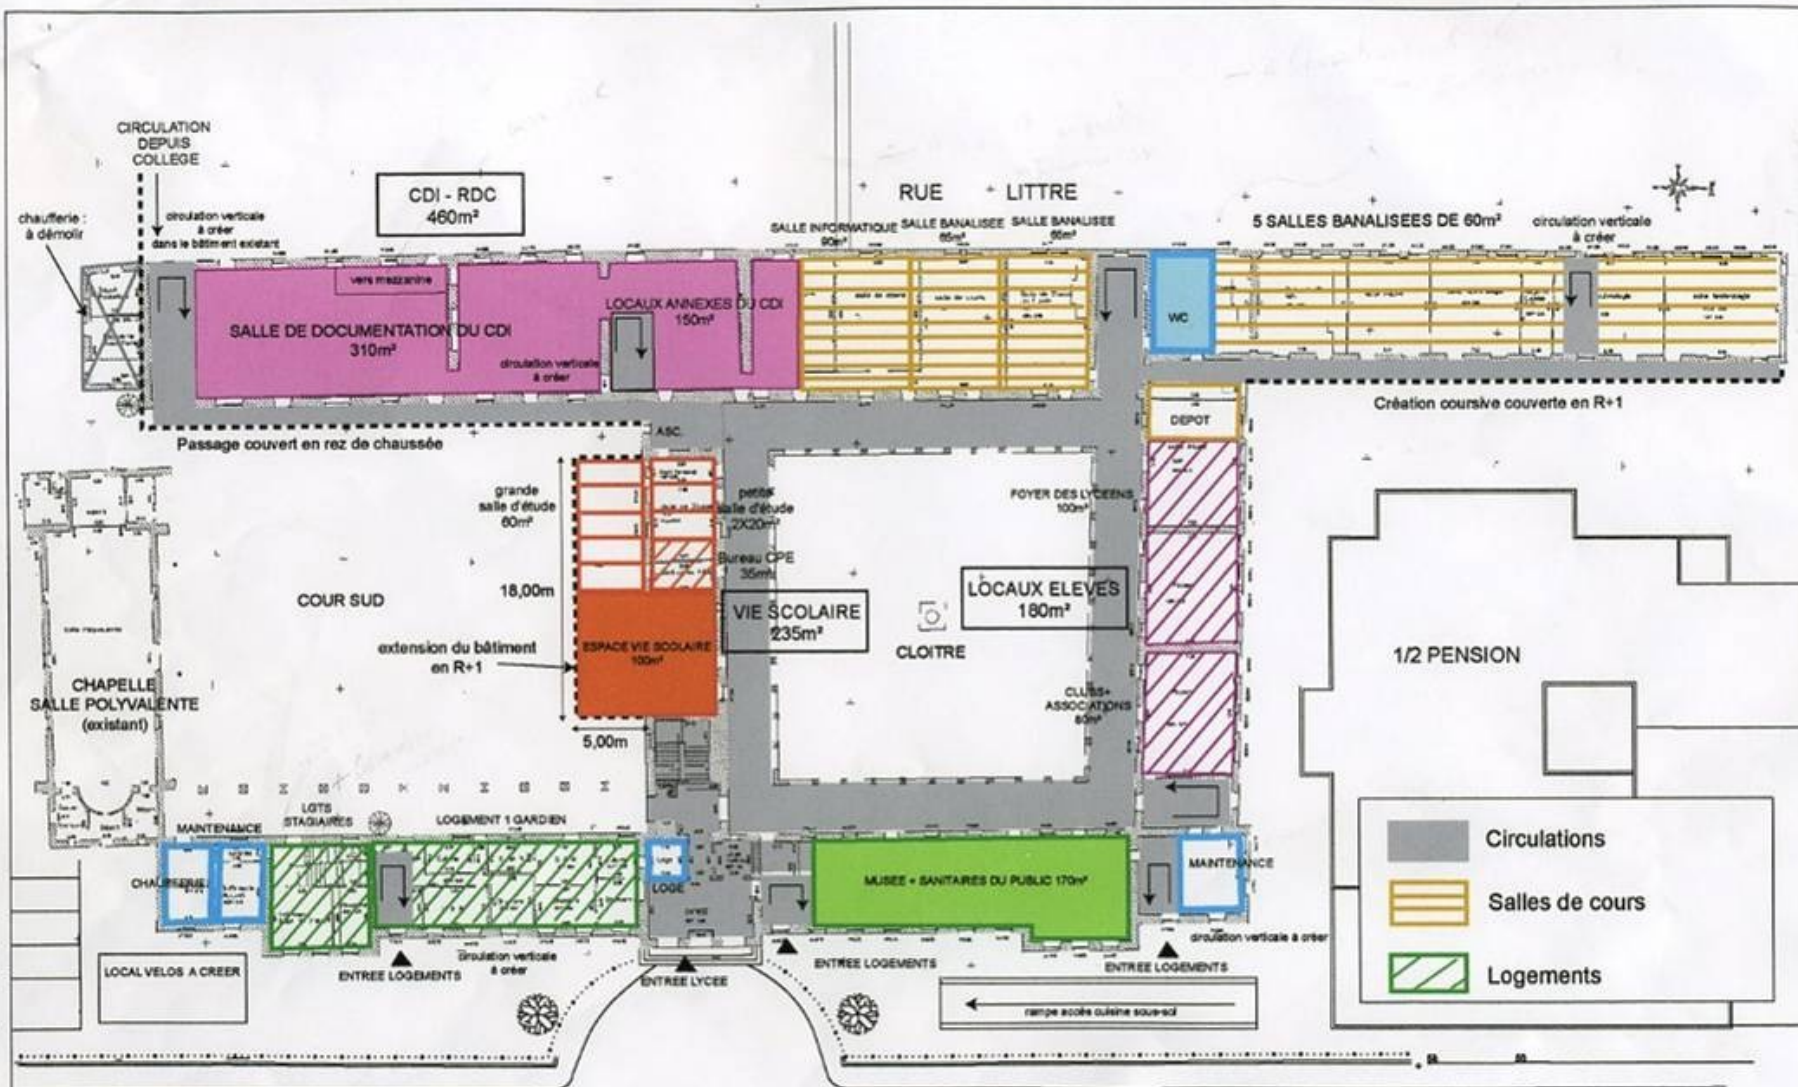 CIRCULATION
DEPUIS
COLLEGE
chaufferie :
à démolir
circulation verticale
à créer
dans le bâtiment existant
CDI - RDC
460m²
RUE LITTRE
SALLE INFORMATIQUE
90m²
SALLE BANALISEE
65m²
SALLE BANALISEE
65m²
5 SALLES BANALISEES DE 60m²
circulation verticale
à créer
vers mezzanine
SALLE DE DOCUMENTATION DU CDI
310m²
LOCAUX ANNEXES DU CDI
150m²
circulation verticale
à créer
WC
Passage couvert en rez de chaussée
ASC.
DEPOT
Création coursive couverte en R+1
grande
salle d'étude
60m²
petite
salle d'étude
2X20m²
Bureau CPE
35m²
18,00m
FOYER DES LYCEENS
100m²
COUR SUD
extension du bâtiment
en R+1
ESPACE VIE SCOLAIRE
100m²
VIE SCOLAIRE
235m²
LOCAUX ELEVES
180m²
CLOITRE
1/2 PENSION
CHAPELLE
SALLE POLYVALENTE
(existant)
CLUBS+
ASSOCIATIONS
80m²
5,00m
MAINTENANCE
LGTS
STAGIAIRES
LOGEMENT 1 GARDIEN
CHAUFFERIE
LOGE
MUSEE + SANITAIRES DU PUBLIC 170m²
MAINTENANCE
Circulations
Salles de cours
Logements
LOCAL VELOS A CREER
ENTREE LOGEMENTS
circulation verticale
à créer
ENTREE LYCEE
ENTREE LOGEMENTS
ENTREE LOGEMENTS
circulation verticale à créer
rampe accès cuisine sous-sol